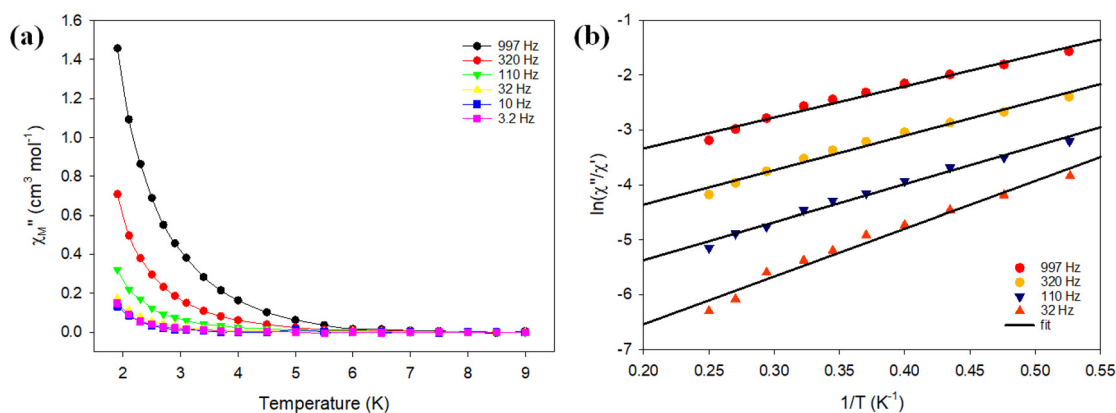 (a)
χM'' (cm³ mol⁻¹)
1.6
1.4
1.2
1.0
0.8
0.6
0.4
0.2
0.0
997 Hz
320 Hz
110 Hz
32 Hz
10 Hz
3.2 Hz
2 3 4 5 6 7 8 9
Temperature (K)
(b)
ln(χ''/χ')
-1
-2
-3
-4
-5
-6
-7
997 Hz
320 Hz
110 Hz
32 Hz
fit
0.20 0.25 0.30 0.35 0.40 0.45 0.50 0.55
1/T (K⁻¹)